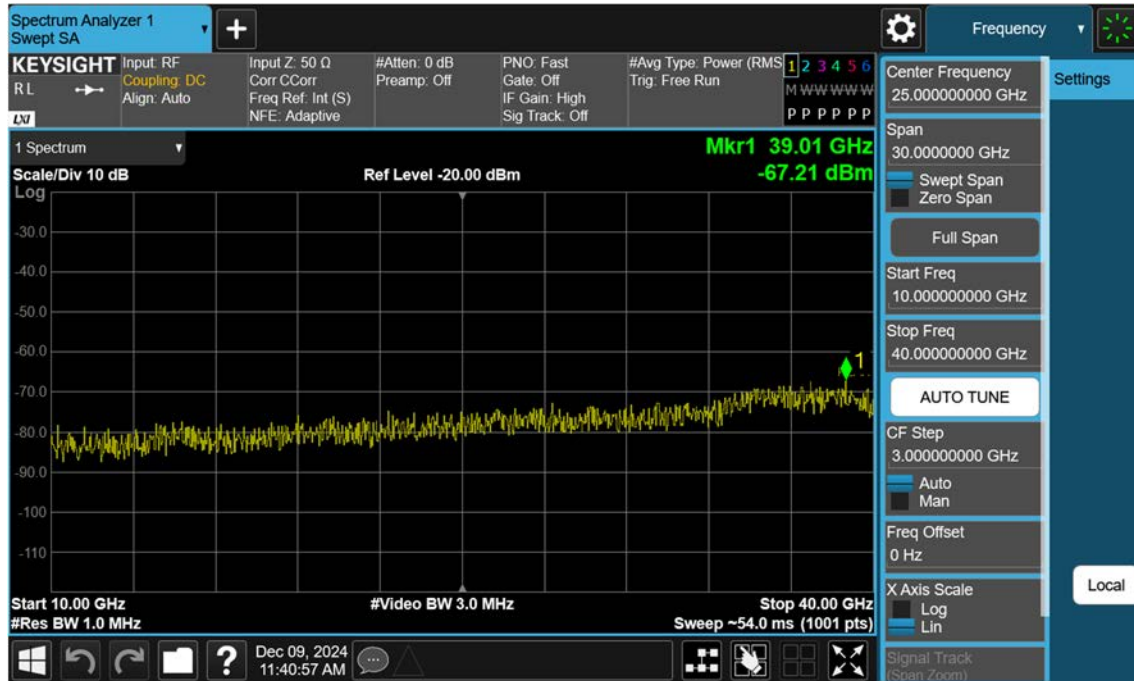 Spectrum Analyzer 1
Swept SA
+
Frequency
KEYSIGHT
R L
LXI
Input: RF
Coupling: DC
Align: Auto
Input Z: 50 Ω
Corr CCorr
Freq Ref: Int (S)
NFE: Adaptive
#Atten: 0 dB
Preamp: Off
PNO: Fast
Gate: Off
IF Gain: High
Sig Track: Off
#Avg Type: Power (RMS
Trig: Free Run
1 2 3 4 5 6
M W W W W W
P P P P P P
1 Spectrum
Mkr1 39.01 GHz
-67.21 dBm
Scale/Div 10 dB
Ref Level -20.00 dBm
Log
-30.0
-40.0
-50.0
-60.0
-70.0
-80.0
-90.0
-100
-110
1
Start 10.00 GHz
#Video BW 3.0 MHz
Stop 40.00 GHz
#Res BW 1.0 MHz
Sweep ~54.0 ms (1001 pts)
Center Frequency
25.000000000 GHz
Span
30.0000000 GHz
Swept Span
Zero Span
Full Span
Start Freq
10.000000000 GHz
Stop Freq
40.000000000 GHz
AUTO TUNE
CF Step
3.000000000 GHz
Auto
Man
Freq Offset
0 Hz
X Axis Scale
Log
Lin
Signal Track
(Span Zoom)
Settings
Local
?
Dec 09, 2024
11:40:57 AM